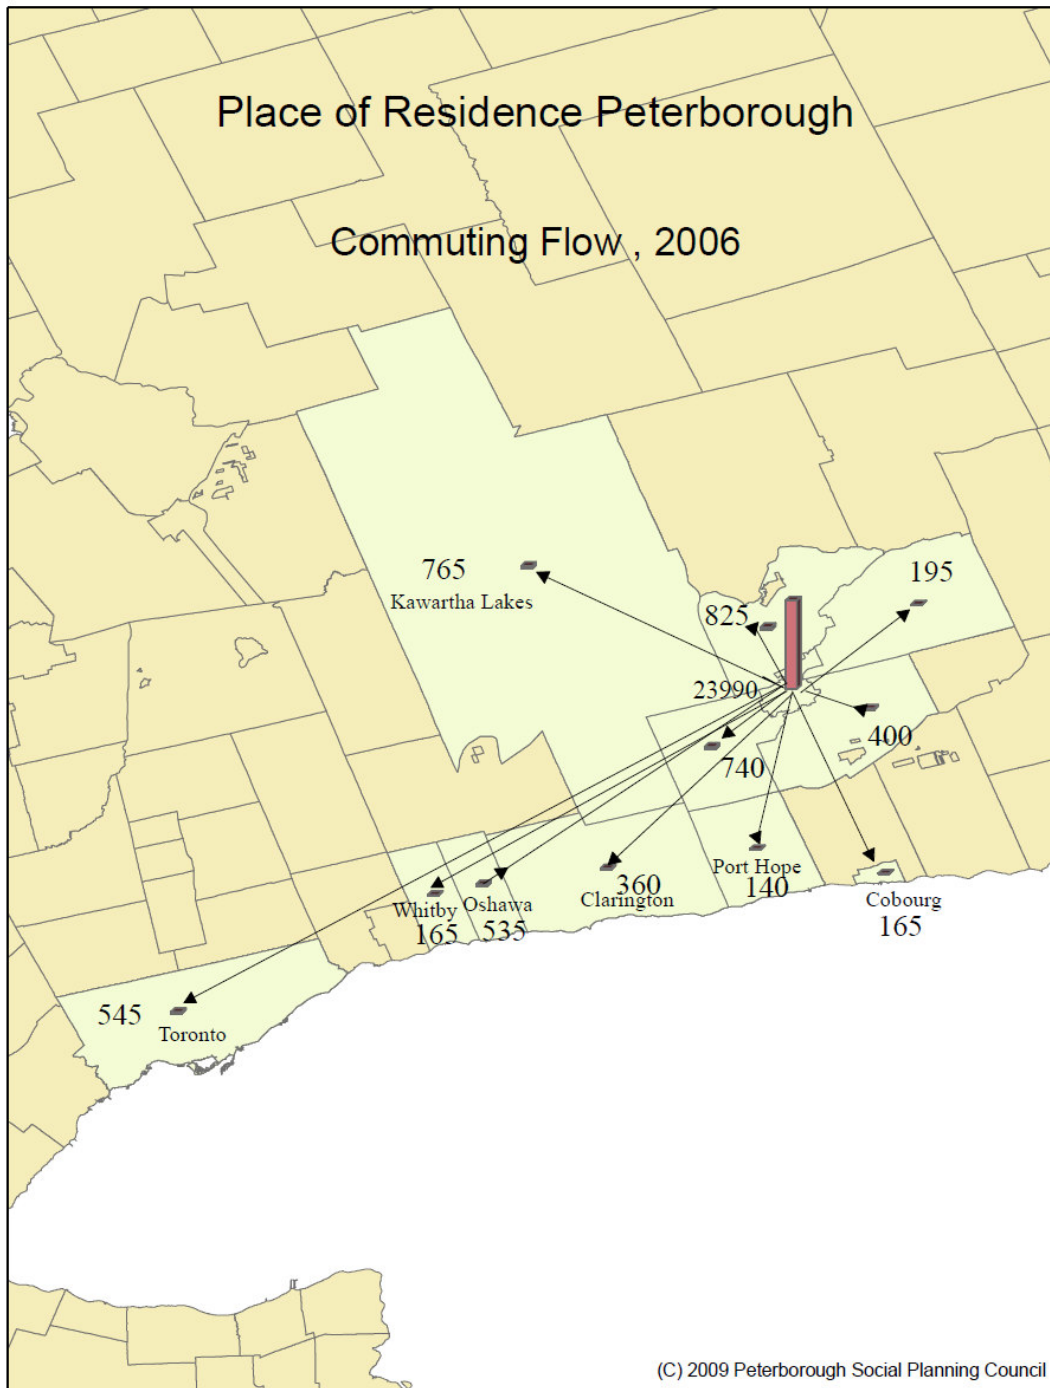 Place of Residence Peterborough
Commuting Flow , 2006
765
Kawartha Lakes
195
825
23990
400
740
Port Hope
140
360
Clarington
Oshawa
535
Whitby
165
Cobourg
165
545
Toronto
(C) 2009 Peterborough Social Planning Council